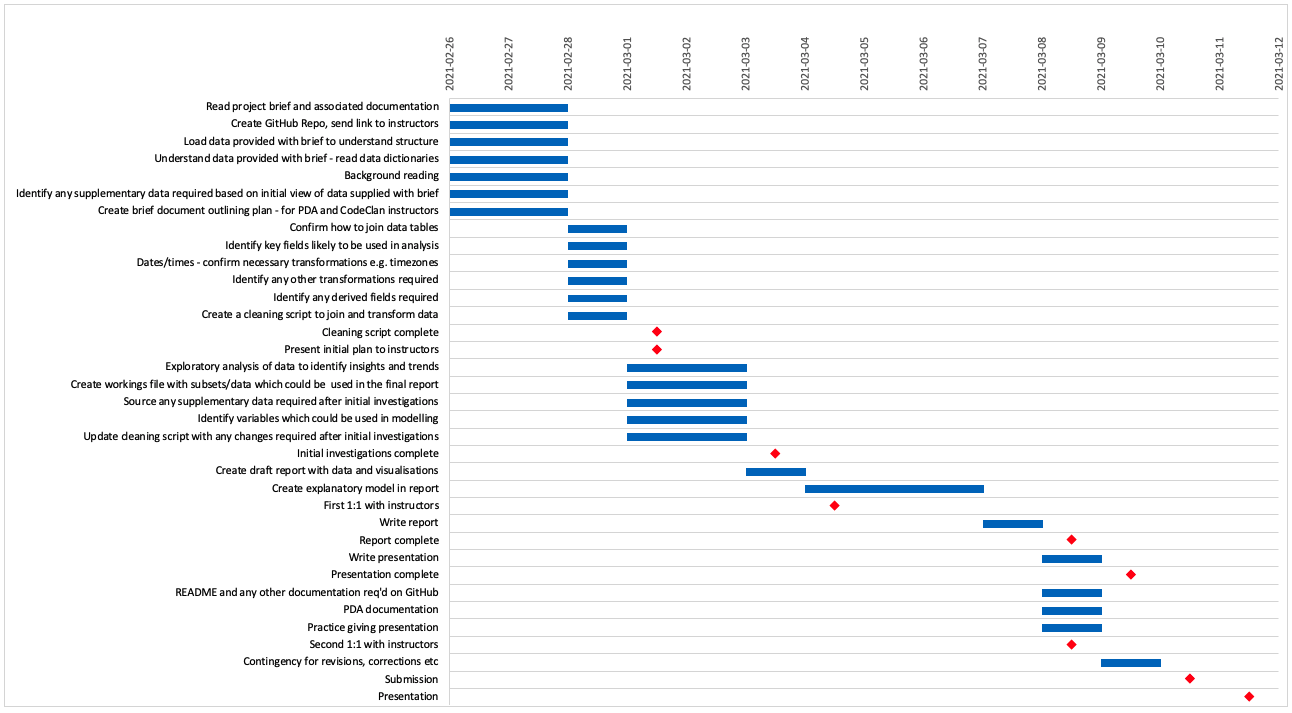 2021-02-26
2021-02-27
2021-02-28
2021-03-01
2021-03-02
2021-03-03
2021-03-04
2021-03-05
2021-03-06
2021-03-07
2021-03-08
2021-03-09
2021-03-10
2021-03-11
2021-03-12
Read project brief and associated documentation
Create GitHub Repo, send link to instructors
Load data provided with brief to understand structure
Understand data provided with brief - read data dictionaries
Background reading
Identify any supplementary data required based on initial view of data supplied with brief
Create brief document outlining plan - for PDA and CodeClan instructors
Confirm how to join data tables
Identify key fields likely to be used in analysis
Dates/times - confirm necessary transformations e.g. timezones
Identify any other transformations required
Identify any derived fields required
Create a cleaning script to join and transform data
Cleaning script complete
Present initial plan to instructors
Exploratory analysis of data to identify insights and trends
Create workings file with subsets/data which could be  used in the final report
Source any supplementary data required after initial investigations
Identify variables which could be used in modelling
Update cleaning script with any changes required after initial investigations
Initial investigations complete
Create draft report with data and visualisations
Create explanatory model in report
First 1:1 with instructors
Write report
Report complete
Write presentation
Presentation complete
README and any other documentation req'd on GitHub
PDA documentation
Practice giving presentation
Second 1:1 with instructors
Contingency for revisions, corrections etc
Submission
Presentation